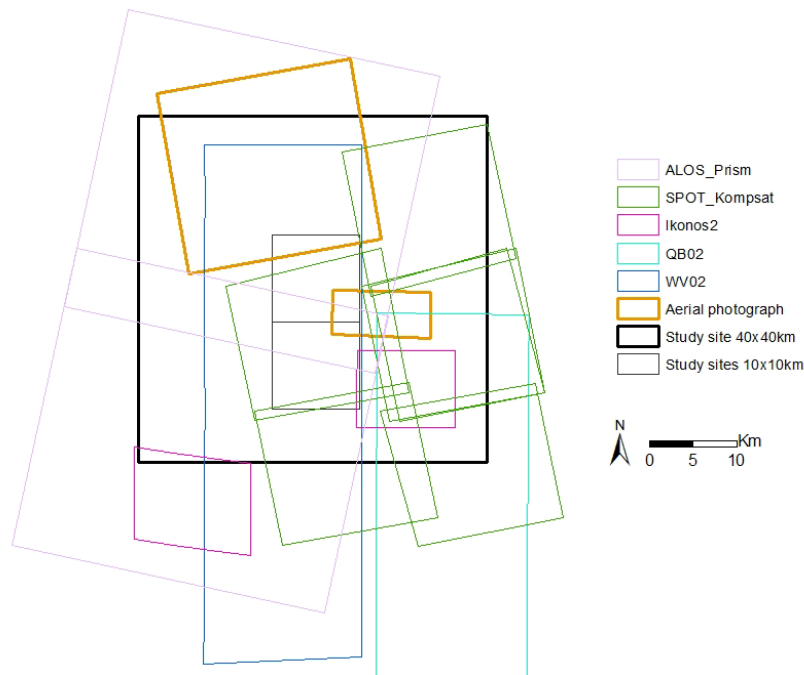 ALOS_Prism
SPOT_Kompsat
Ikonos2
QB02
WV02
Aerial photograph
Study site 40x40km
Study sites 10x10km
N
Km
0 5 10